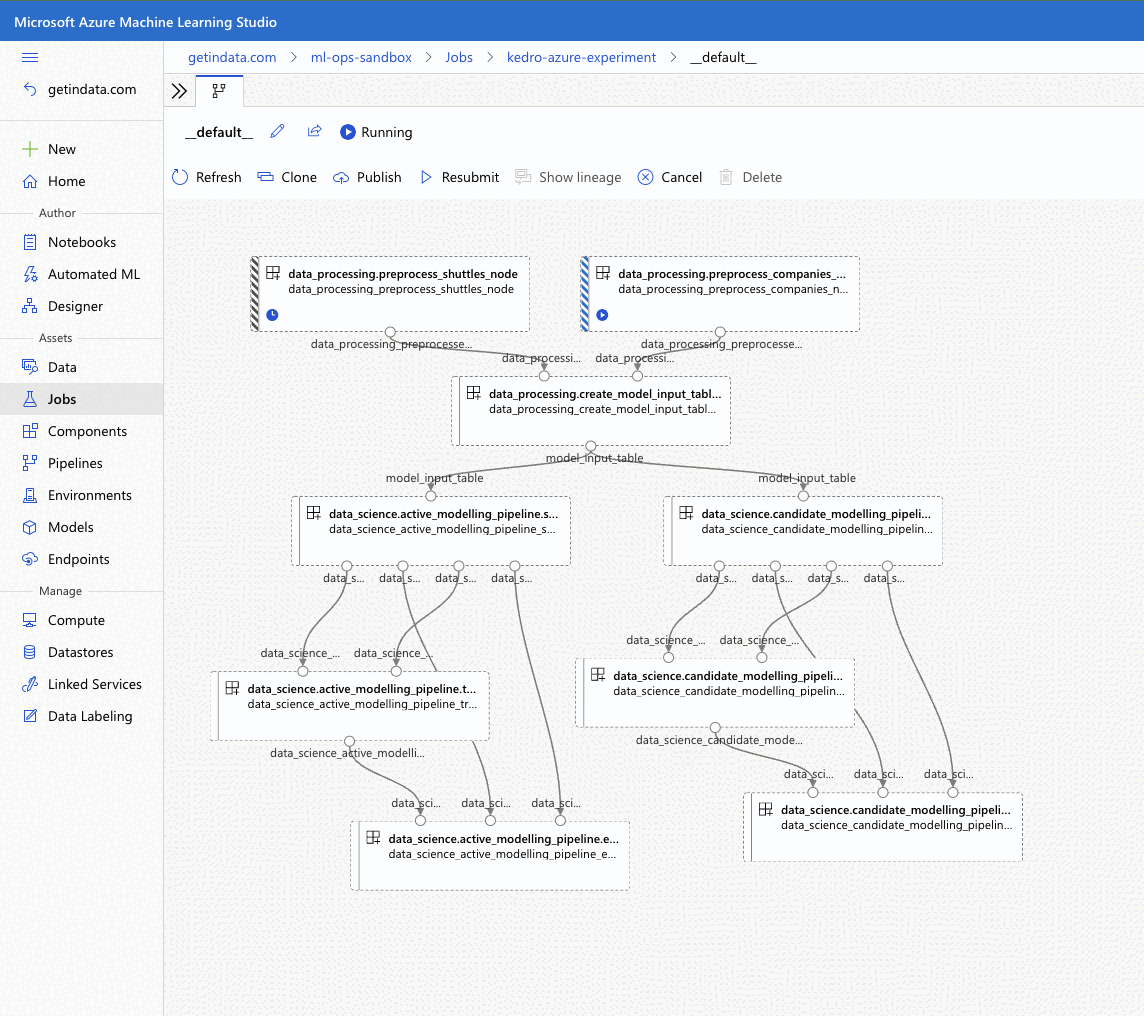 Microsoft Azure Machine Learning Studio
getindata.com
New
Home
Author
Notebooks
Automated ML
Designer
Assets
Data
Jobs
Components
Pipelines
Environments
Models
Endpoints
Manage
Compute
Datastores
Linked Services
Data Labeling
getindata.com > ml-ops-sandbox > Jobs > kedro-azure-experiment > __default__
__default__ Running
Refresh Clone Publish Resubmit Show lineage Cancel Delete
data_processing.preprocess_shuttles_node
data_processing_preprocess_shuttles_node
data_processing.preprocess_companies_...
data_processing_preprocess_companies_n...
data_processing_preprocesse...
data_processing_preprocesse...
data_processi...
data_processi...
data_processing.create_model_input_tabl...
data_processing_create_model_input_tabl...
model_input_table
model_input_table
model_input_table
data_science.active_modelling_pipeline.s...
data_science_active_modelling_pipeline_s...
data_science.candidate_modelling_pipeli...
data_science_candidate_modelling_pipelin...
data_s... data_s... data_s... data_s...
data_s... data_s... data_s... data_s...
data_science_... data_science_...
data_science_... data_science_...
data_science.active_modelling_pipeline.t...
data_science_active_modelling_pipeline_tr...
data_science.candidate_modelling_pipeli...
data_science_candidate_modelling_pipelin...
data_science_active_modelli...
data_science_candidate_mode...
data_sci... data_sci... data_sci...
data_sci... data_sci... data_sci...
data_science.active_modelling_pipeline.e...
data_science_active_modelling_pipeline_e...
data_science.candidate_modelling_pipeli...
data_science_candidate_modelling_pipelin...